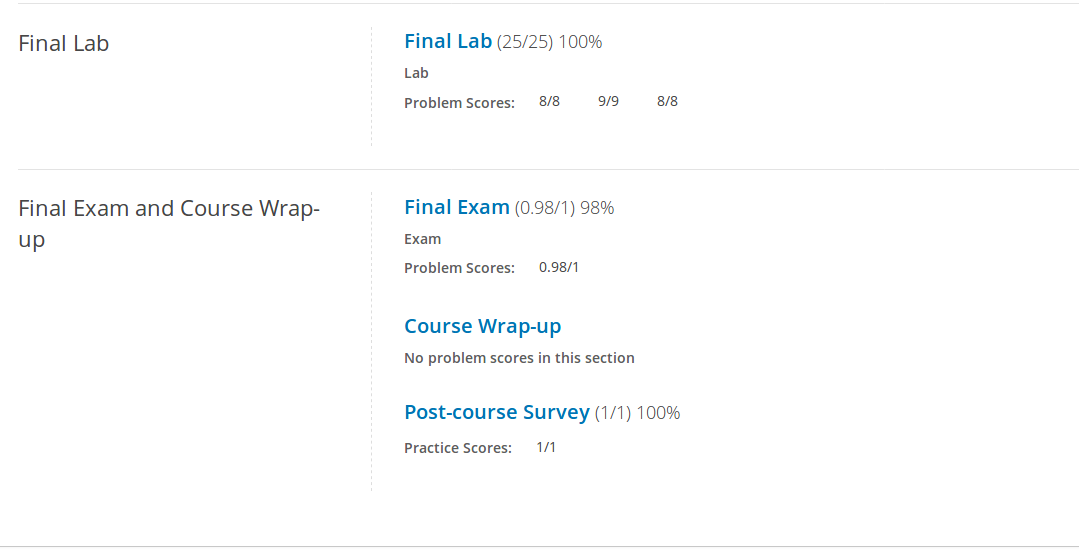 Final Lab
Final Lab (25/25) 100%
Lab
Problem Scores: 8/8 9/9 8/8
Final Exam and Course Wrap-
up
Final Exam (0.98/1) 98%
Exam
Problem Scores: 0.98/1
Course Wrap-up
No problem scores in this section
Post-course Survey (1/1) 100%
Practice Scores: 1/1